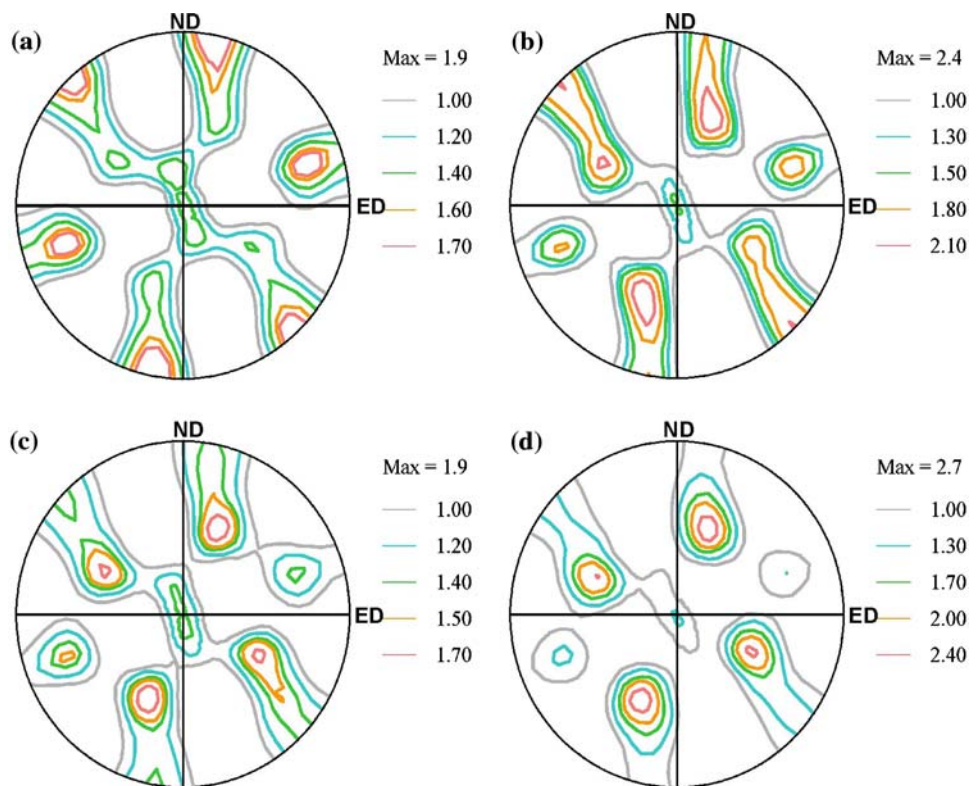 (a)
ND
ED
Max = 1.9
1.00
1.20
1.40
1.60
1.70
(b)
ND
ED
Max = 2.4
1.00
1.30
1.50
1.80
2.10
(c)
ND
ED
Max = 1.9
1.00
1.20
1.40
1.50
1.70
(d)
ND
ED
Max = 2.7
1.00
1.30
1.70
2.00
2.40